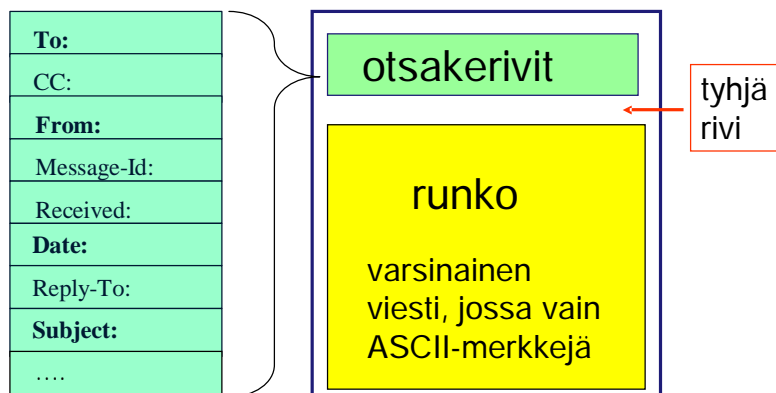 To:
CC:
From:
Message-Id:
Received:
Date:
Reply-To:
Subject:
….
otsakerivit
tyhjä
rivi
runko
varsinainen
viesti, jossa vain
ASCII-merkkejä